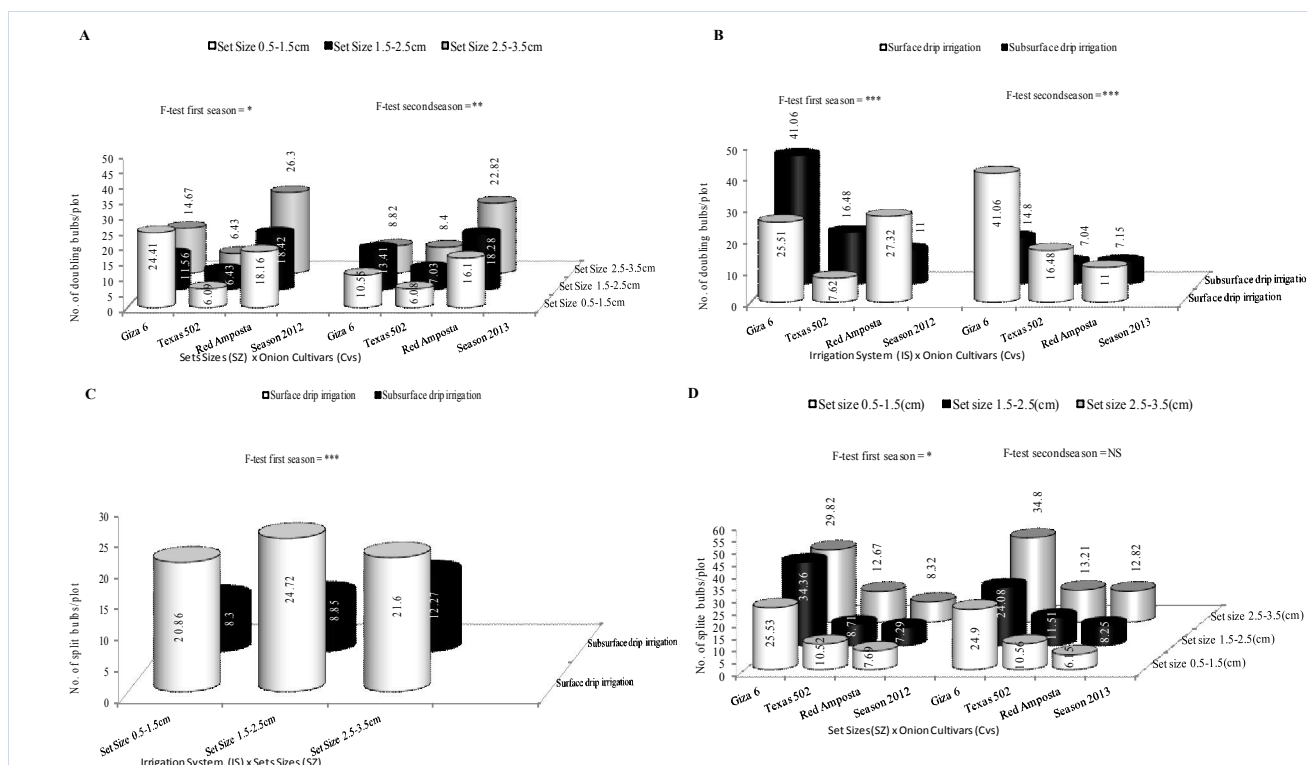 A
Set Size 0.5-1.5cm Set Size 1.5-2.5cm Set Size 2.5-3.5cm
F-test first season = * F-test secondseason = **
No. of doubling bulbs/plot
50
45
40
35
30
25
20
15
10
5
0
24.41 11.56 14.67
6.09 6.43 6.43
18.16 18.42 26.3
10.55 13.41 8.82
6.08 7.03 8.4
16.1 18.28 22.82
Set Size 2.5-3.5cm
Set Size 1.5-2.5cm
Set Size 0.5-1.5cm
Giza 6 Texas 502 Red Amposta Season 2012 Giza 6 Texas 502 Red Amposta Season 2013
Sets Sizes (SZ) x Onion Cultivars (Cvs)
B
Surface drip irrigation Subsurface drip irrigation
F-test first season = *** F-test secondseason = ***
No. of doubling bulbs/plot
50
40
30
20
10
0
25.51 41.06
7.62 16.48
27.32 11
41.06 14.8
16.48 7.04
11 7.15
Subsurface drip irrigation
Surface drip irrigation
Giza 6 Texas 502 Red Amposta Season 2012 Giza 6 Texas 502 Red Amposta Season 2013
Irrigation System (IS) x Onion Cultivars (Cvs)
C
Surface drip irrigation Subsurface drip irrigation
F-test first season = ***
No. of split bulbs/plot
30
25
20
15
10
5
0
20.86 8.3
24.72 8.85
21.6 12.27
Subsurface drip irrigation
Surface drip irrigation
Set Size 0.5-1.5cm Set Size 1.5-2.5cm Set Size 2.5-3.5cm
Irrigation System (IS) x Sets Sizes (SZ)
D
Set size 0.5-1.5(cm) Set size 1.5-2.5(cm) Set size 2.5-3.5(cm)
F-test first season = * F-test secondseason = NS
No. of splite bulbs/plot
60
55
50
45
40
35
30
25
20
15
10
5
0
25.53 34.36 29.82
10.52 8.71 12.67
7.69 7.29 8.32
24.9 24.08 34.8
10.56 11.51 13.21
6.15 8.25 12.82
Set size 2.5-3.5(cm)
Set size 1.5-2.5(cm)
Set size 0.5-1.5(cm)
Giza 6 Texas 502 Red Amposta Season 2012 Giza 6 Texas 502 Red Amposta Season 2013
Set Sizes(SZ) x Onion Cultivars (Cvs)